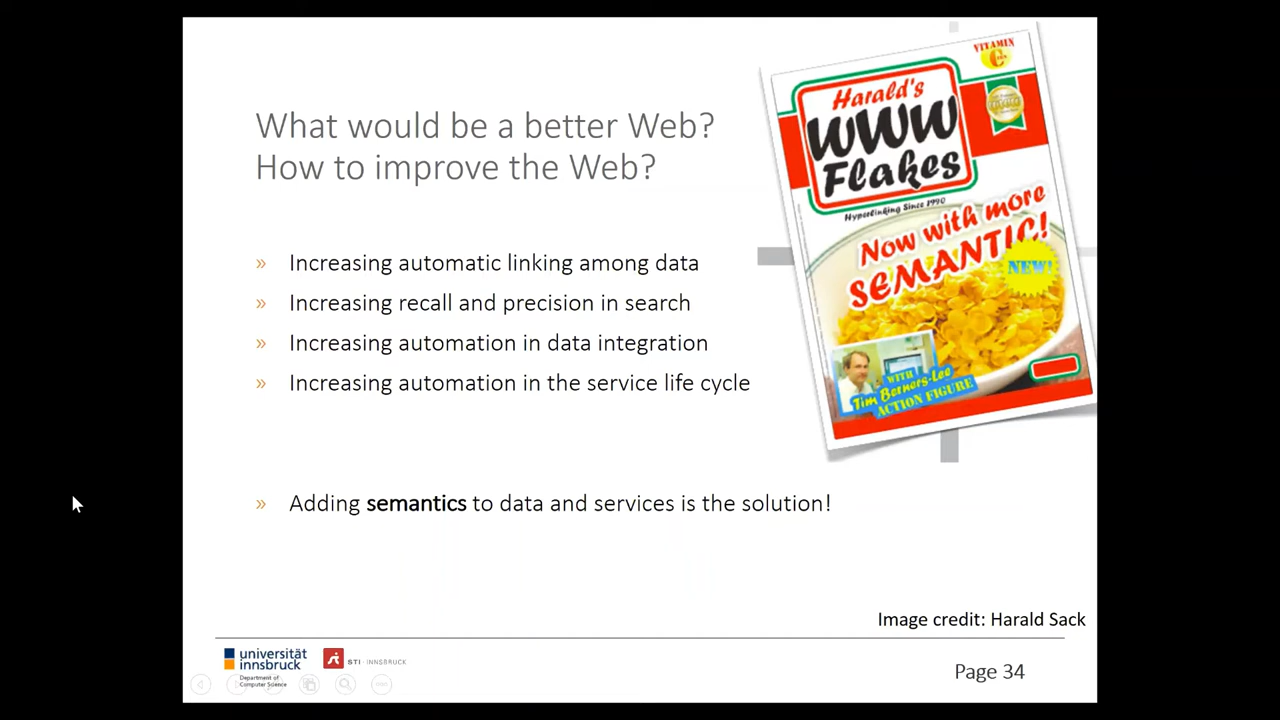 What would be a better Web?
How to improve the Web?
» Increasing automatic linking among data
» Increasing recall and precision in search
» Increasing automation in data integration
» Increasing automation in the service life cycle
» Adding semantics to data and services is the solution!
VITAMIN
C
Harald's
WWW
Flakes
Hyperlinking Since 1990
Now with more
SEMANTIC!
NEW!
WITH
Tim Berners-Lee
ACTION FIGURE
Image credit: Harald Sack
universität
innsbruck
Department of
Computer Science
STI · INNSBRUCK
Page 34